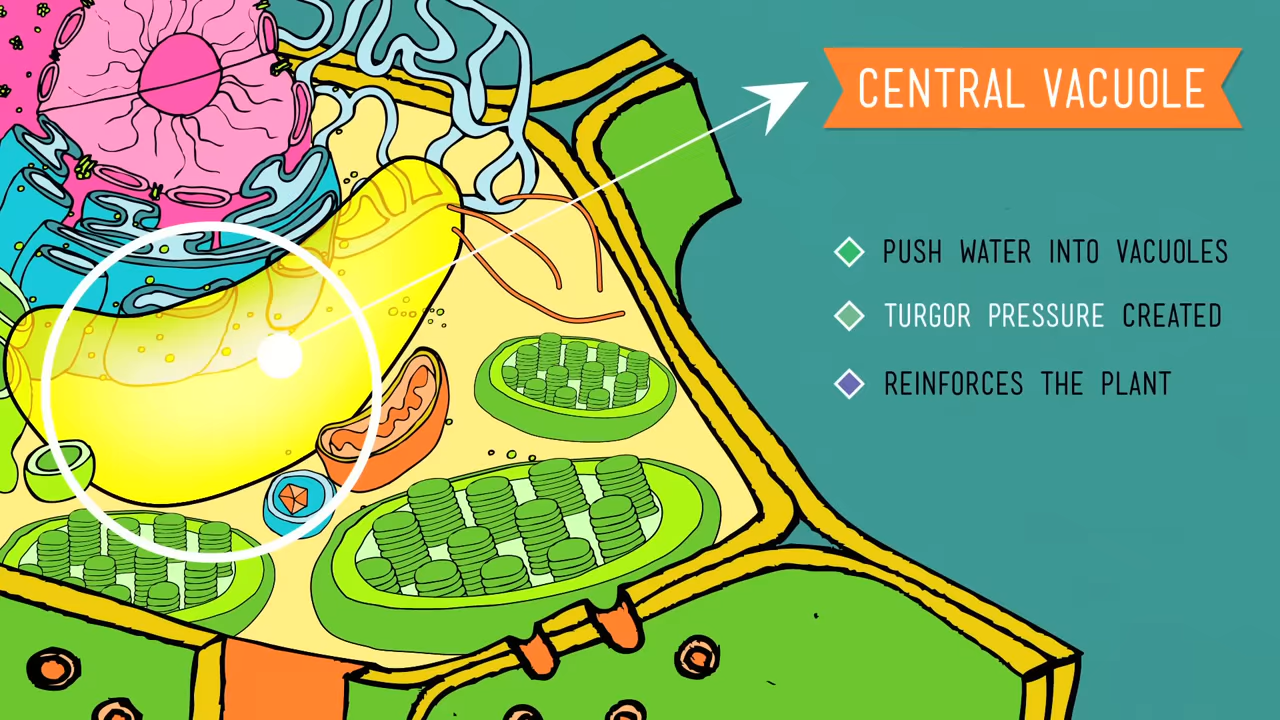 CENTRAL VACUOLE
PUSH WATER INTO VACUOLES
TURGOR PRESSURE CREATED
REINFORCES THE PLANT